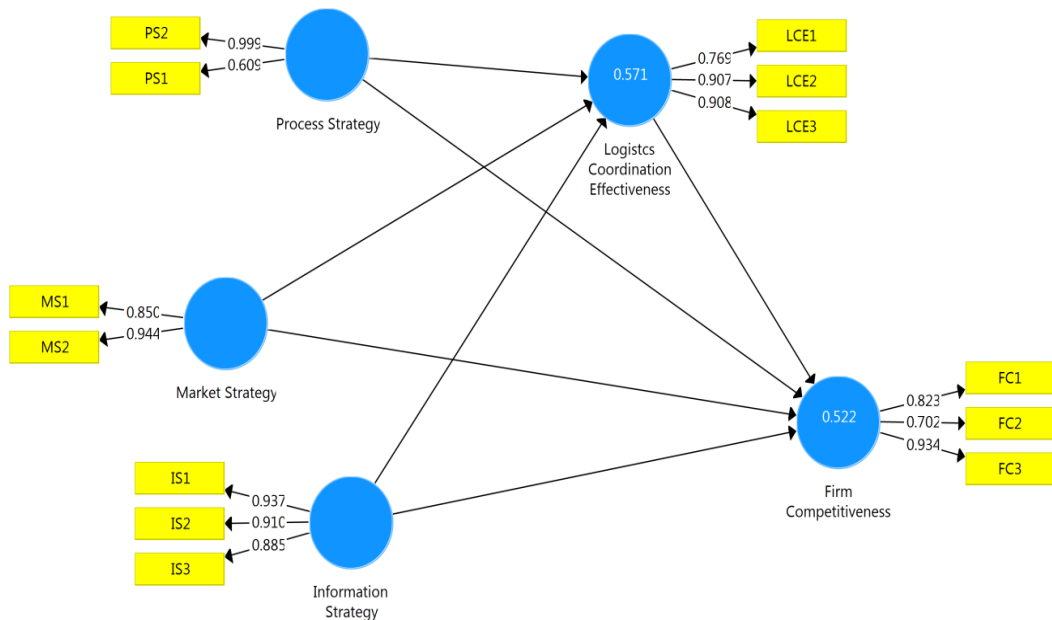 PS2
0.999
PS1
0.609
Process Strategy
0.571
Logistcs
Coordination
Effectiveness
0.769
LCE1
0.907
LCE2
0.908
LCE3
MS1
0.850
MS2
0.944
Market Strategy
0.522
Firm
Competitiveness
0.823
FC1
0.702
FC2
0.934
FC3
IS1
0.937
IS2
0.910
IS3
0.885
Information
Strategy